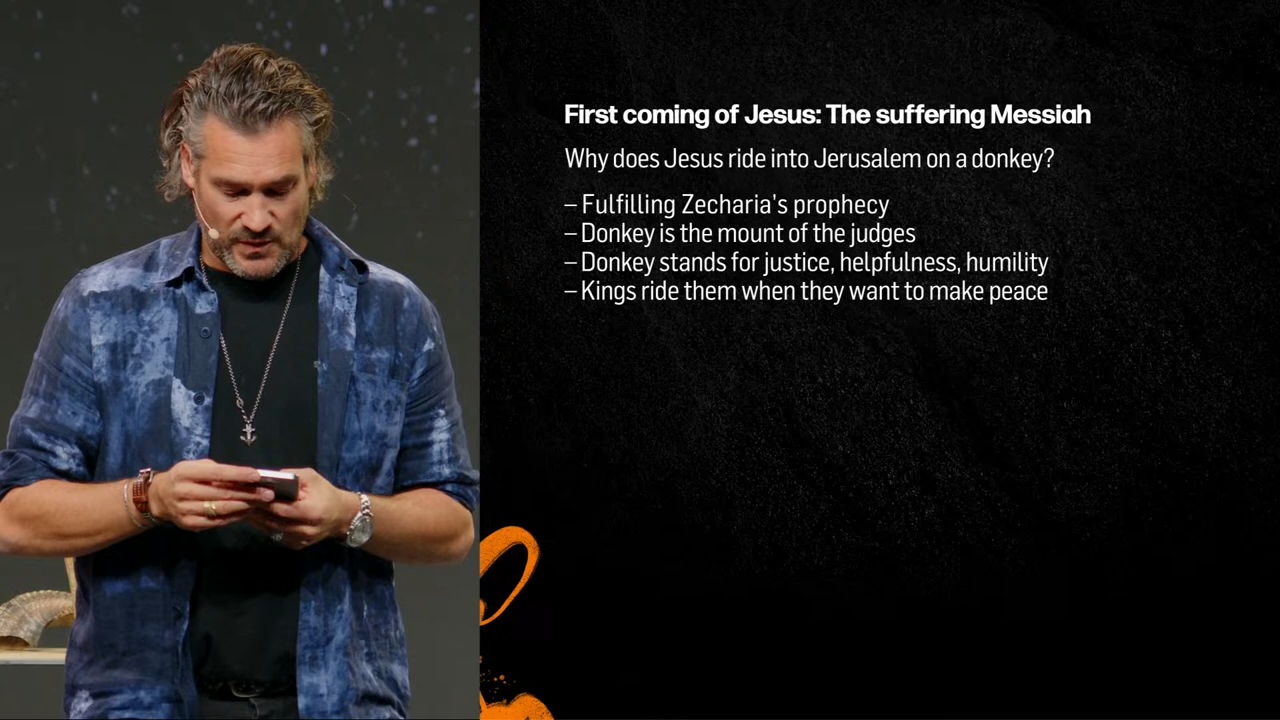 First coming of Jesus: The suffering Messiah
Why does Jesus ride into Jerusalem on a donkey?
– Fulfilling Zecharia's prophecy
– Donkey is the mount of the judges
– Donkey stands for justice, helpfulness, humility
– Kings ride them when they want to make peace